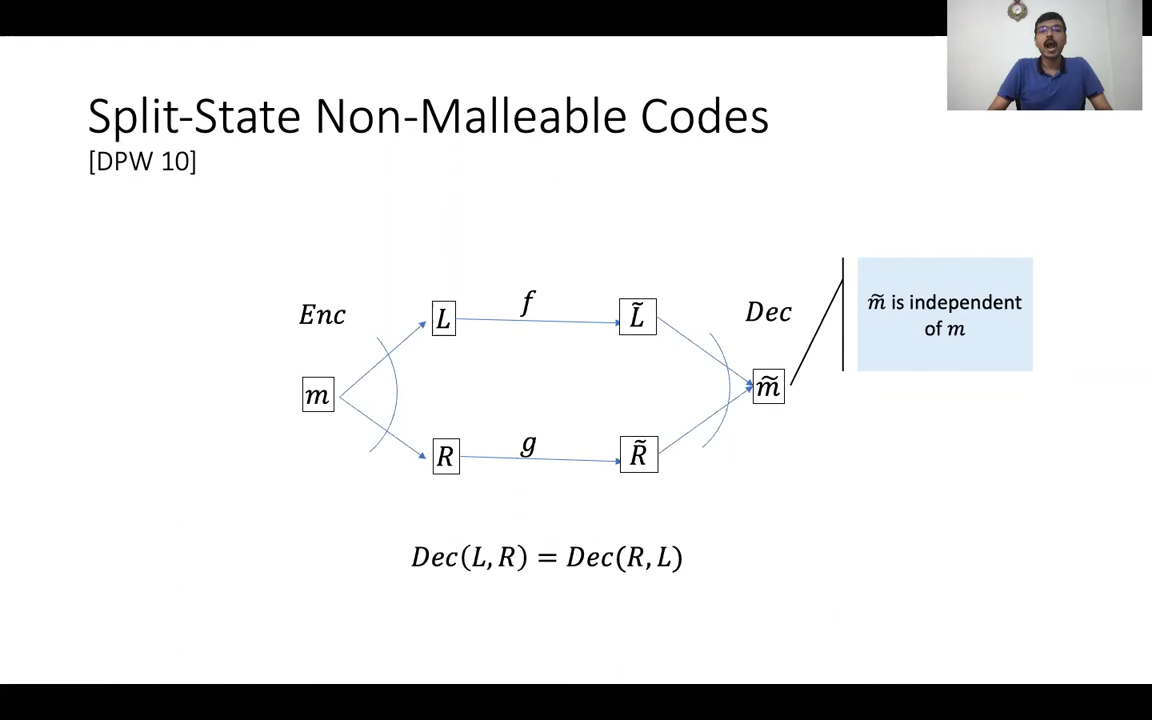 Split-State Non-Malleable Codes
[DPW 10]
Enc
L
f
L̃
Dec
m̃ is independent
of m
m
m̃
R
g
R̃
Dec(L, R) = Dec(R, L)